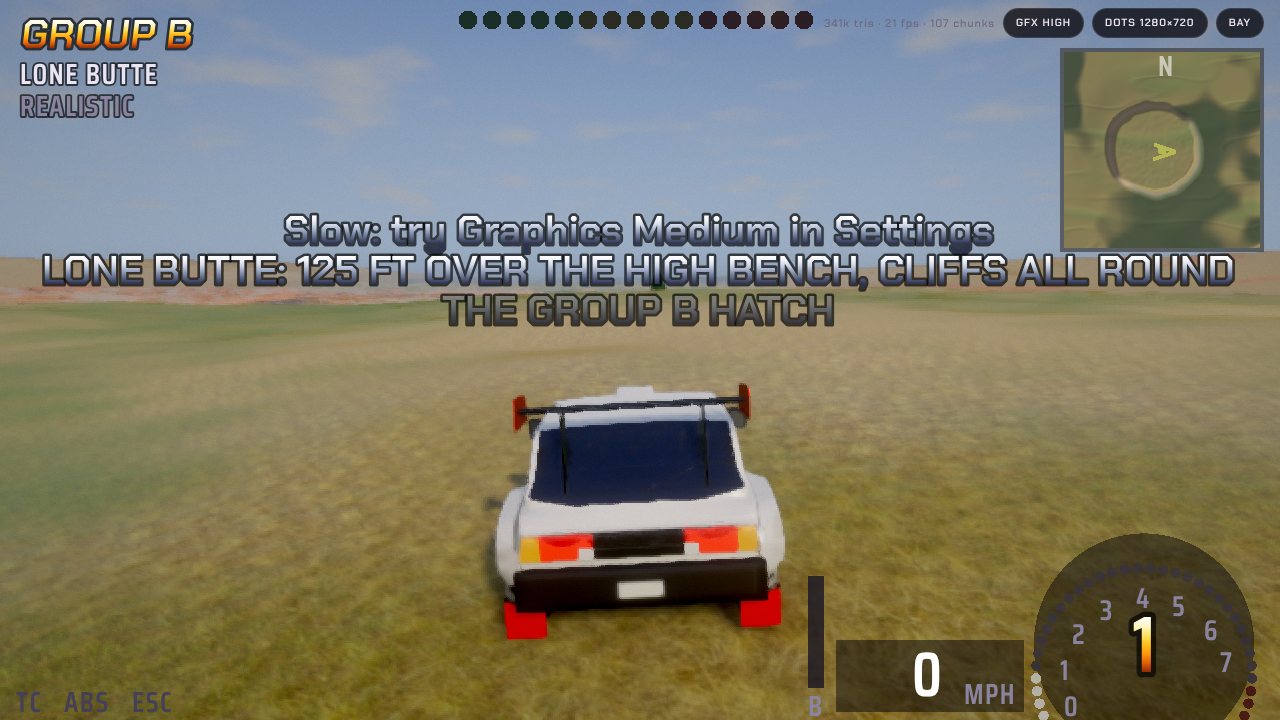 GROUP B
LONE BUTTE
REALISTIC
341k tris · 21 fps · 107 chunks
GFX HIGH
DOTS 1280×720
BAY
N
Slow: try Graphics Medium in Settings
LONE BUTTE: 125 FT OVER THE HIGH BENCH, CLIFFS ALL ROUND
THE GROUP B HATCH
TC ABS ESC
B
0 MPH
0 1 2 3 4 5 6 7
1